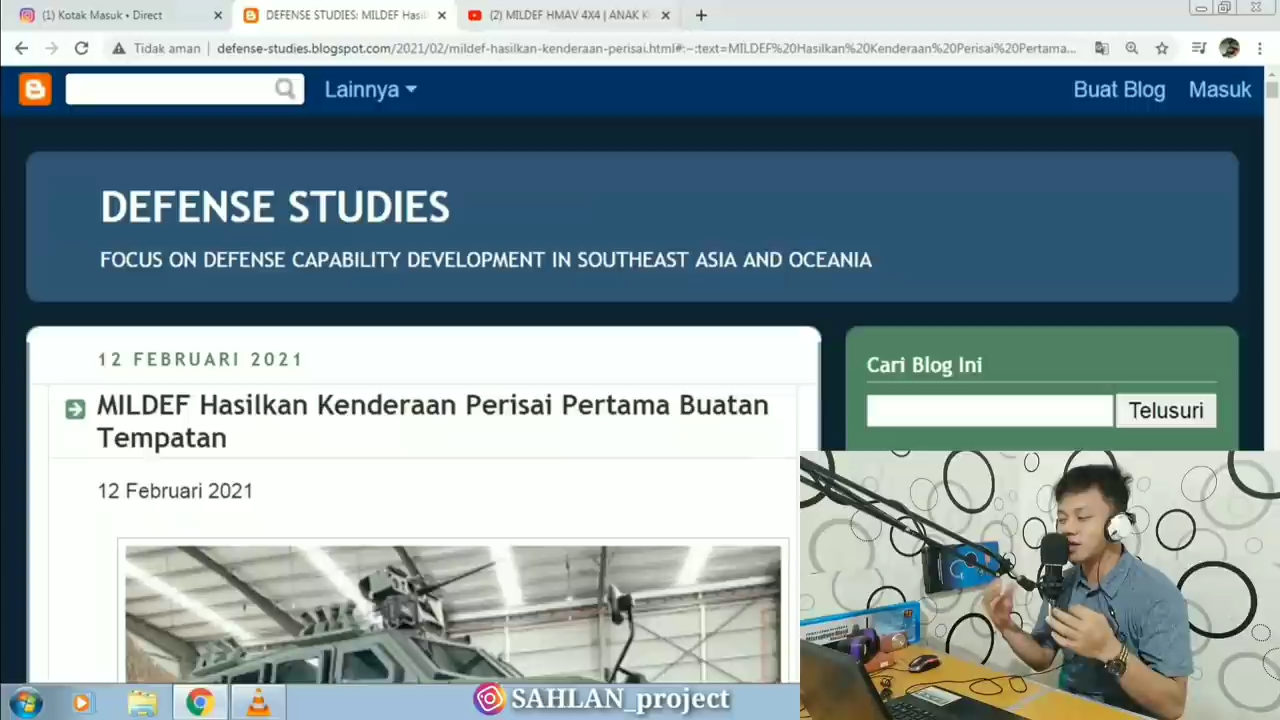 (1) Kotak Masuk • Direct
DEFENSE STUDIES: MILDEF Hasil
(2) MILDEF HMAV 4X4 | ANAK K
Tidak aman
defense-studies.blogspot.com/2021/02/mildef-hasilkan-kenderaan-perisai.html#:~:text=MILDEF%20Hasilkan%20Kenderaan%20Perisai%20Pertama...
Lainnya
Buat Blog
Masuk
DEFENSE STUDIES
FOCUS ON DEFENSE CAPABILITY DEVELOPMENT IN SOUTHEAST ASIA AND OCEANIA
12 FEBRUARI 2021
MILDEF Hasilkan Kenderaan Perisai Pertama Buatan
Tempatan
12 Februari 2021
Cari Blog Ini
Telusuri
SAHLAN_project